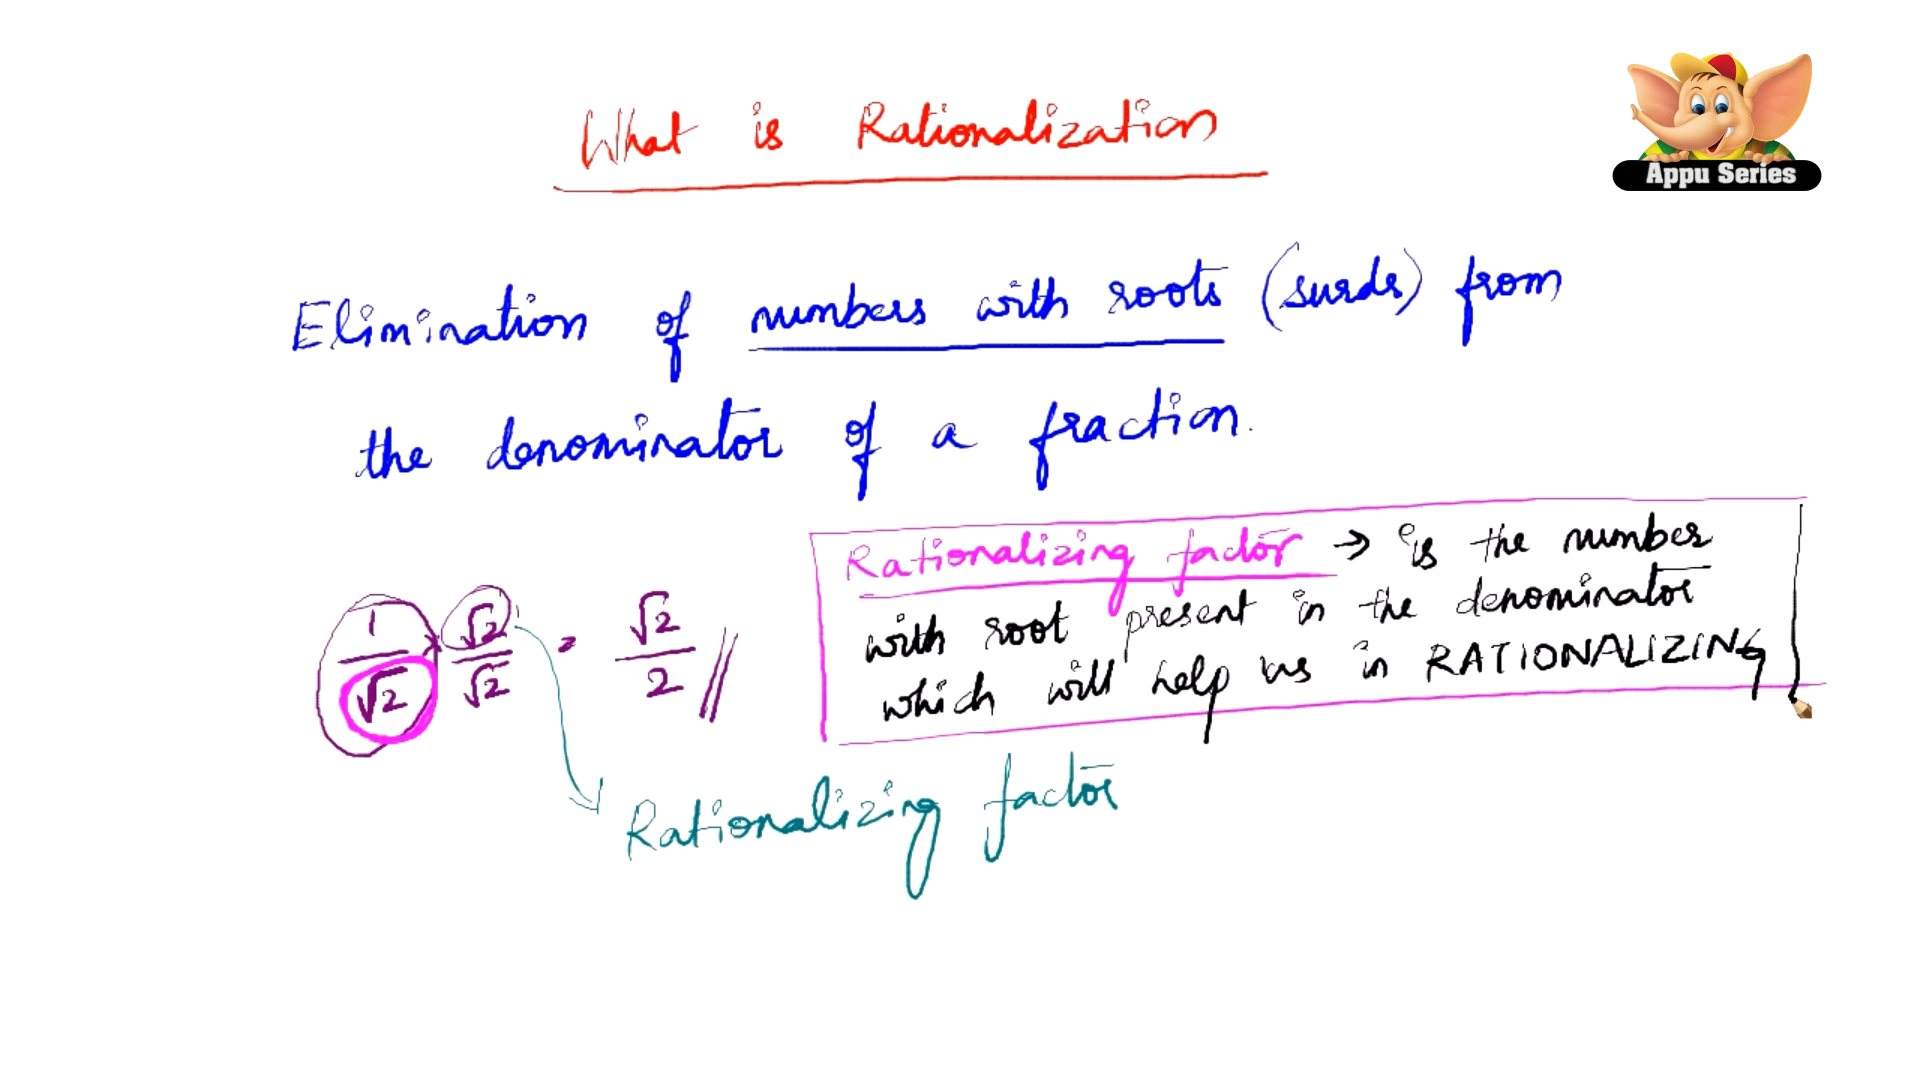 What is Rationalization
Appu Series
Elimination of numbers with roots (surds) from
the denominator of a fraction.
Rationalizing factor → is the number
with root present in the denominator
which will help us in RATIONALIZING
1/√2 × √2/√2 = √2/2 //
Rationalizing factor